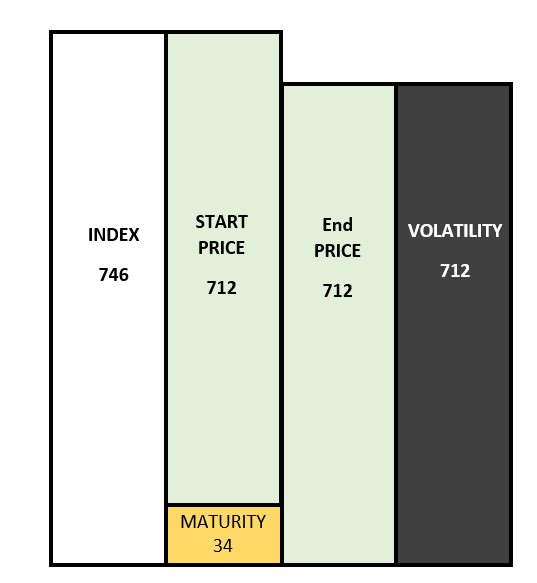 INDEX
746
START
PRICE
712
MATURITY
34
End
PRICE
712
VOLATILITY
712